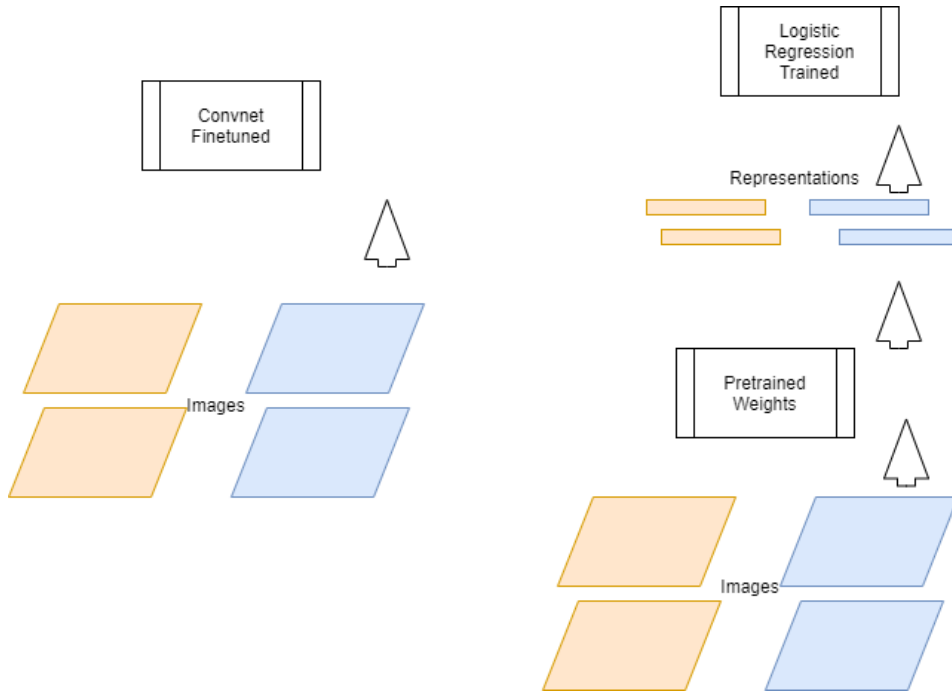 Convnet
Finetuned
Images
Logistic
Regression
Trained
Representations
Pretrained
Weights
Images